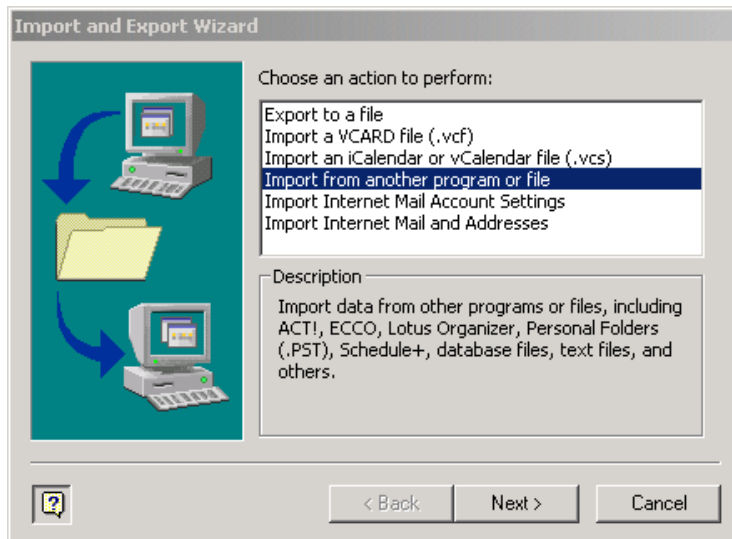 Import and Export Wizard
Choose an action to perform:
Export to a file
Import a VCARD file (.vcf)
Import an iCalendar or vCalendar file (.vcs)
Import from another program or file
Import Internet Mail Account Settings
Import Internet Mail and Addresses
Description
Import data from other programs or files, including
ACT!, ECCO, Lotus Organizer, Personal Folders
(.PST), Schedule+, database files, text files, and
others.
?
< Back
Next >
Cancel